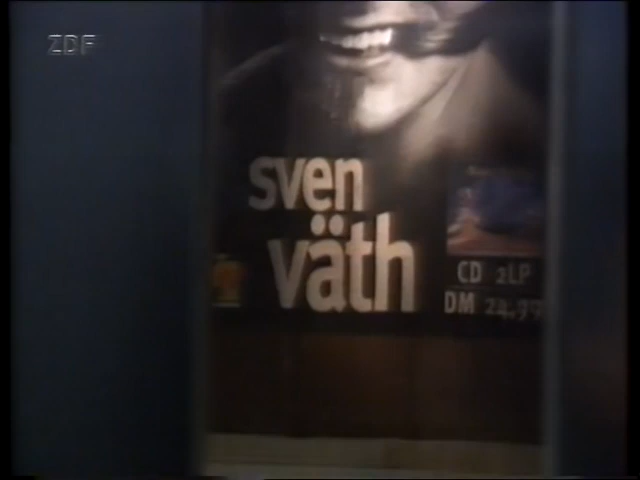 ZDF
sven
väth
CD 2LP
DM 24,99